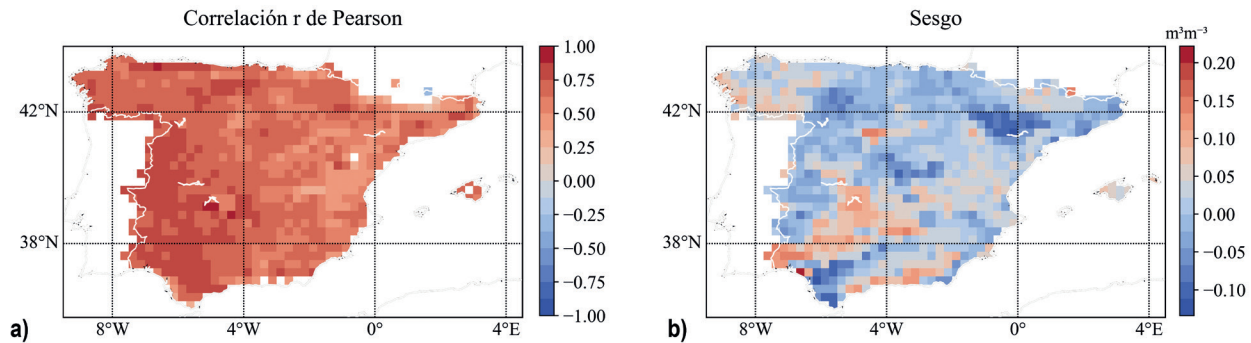 Correlación r de Pearson
1.00
0.75
0.50
0.25
0.00
−0.25
−0.50
−0.75
−1.00
42°N
38°N
8°W
4°W
0°
4°E
a)
Sesgo
m³m⁻³
0.20
0.15
0.10
0.05
0.00
−0.05
−0.10
42°N
38°N
8°W
4°W
0°
4°E
b)